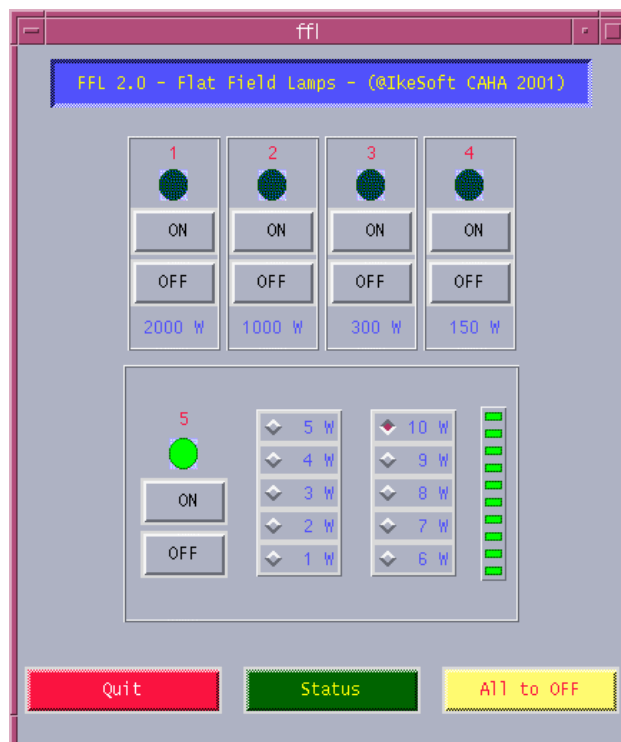 ffl
FFL 2.0 - Flat Field Lamps - (@IkeSoft CAHA 2001)
1 2 3 4
ON ON ON ON
OFF OFF OFF OFF
2000 W 1000 W 300 W 150 W
5
5 W 10 W
4 W 9 W
ON 3 W 8 W
2 W 7 W
OFF 1 W 6 W
Quit Status All to OFF